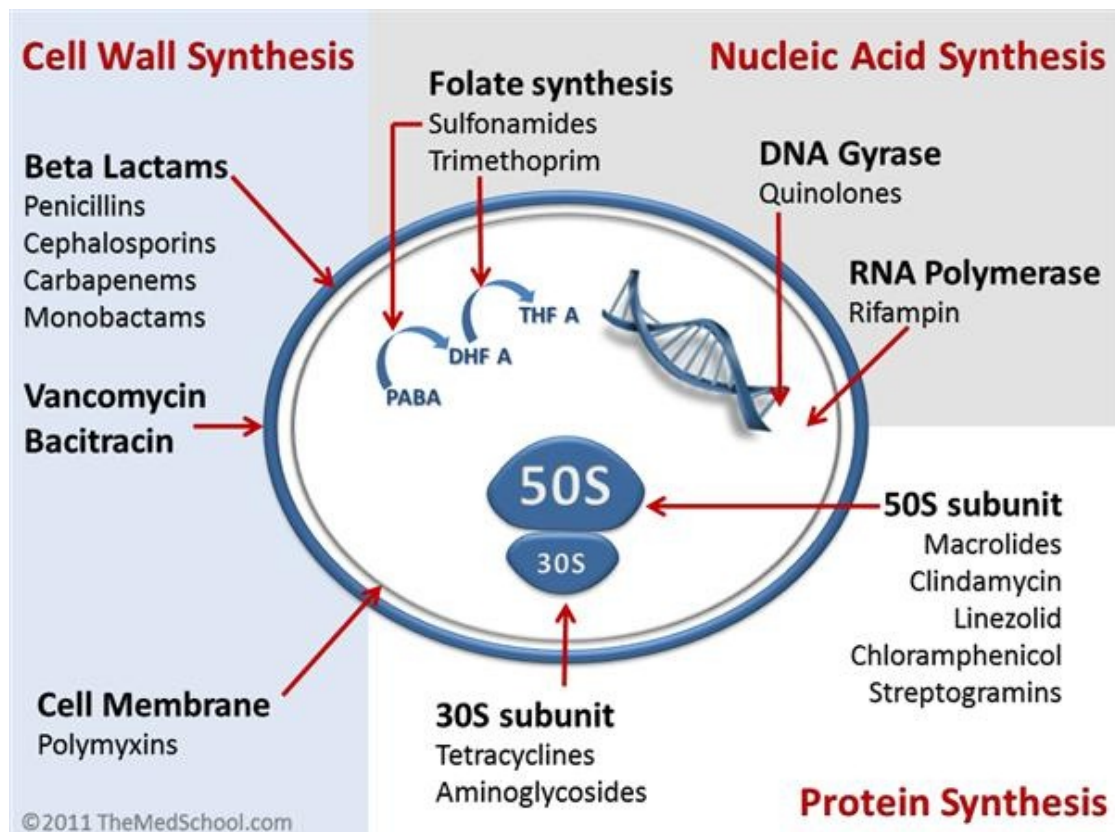 Cell Wall Synthesis
Nucleic Acid Synthesis
Folate synthesis
Sulfonamides
Trimethoprim
DNA Gyrase
Quinolones
Beta Lactams
Penicillins
Cephalosporins
Carbapenems
Monobactams
RNA Polymerase
Rifampin
THF A
DHF A
PABA
Vancomycin
Bacitracin
50S
30S
50S subunit
Macrolides
Clindamycin
Linezolid
Chloramphenicol
Streptogramins
Cell Membrane
Polymyxins
30S subunit
Tetracyclines
Aminoglycosides
Protein Synthesis
©2011 TheMedSchool.com